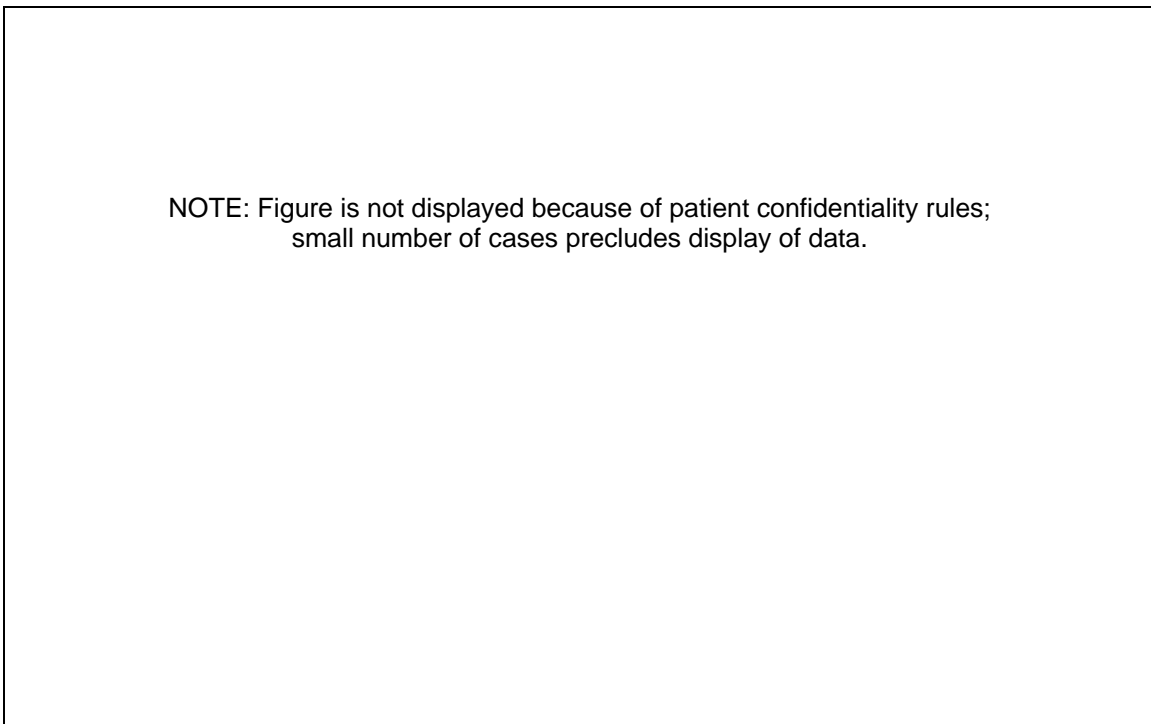 NOTE: Figure is not displayed because of patient confidentiality rules;
small number of cases precludes display of data.